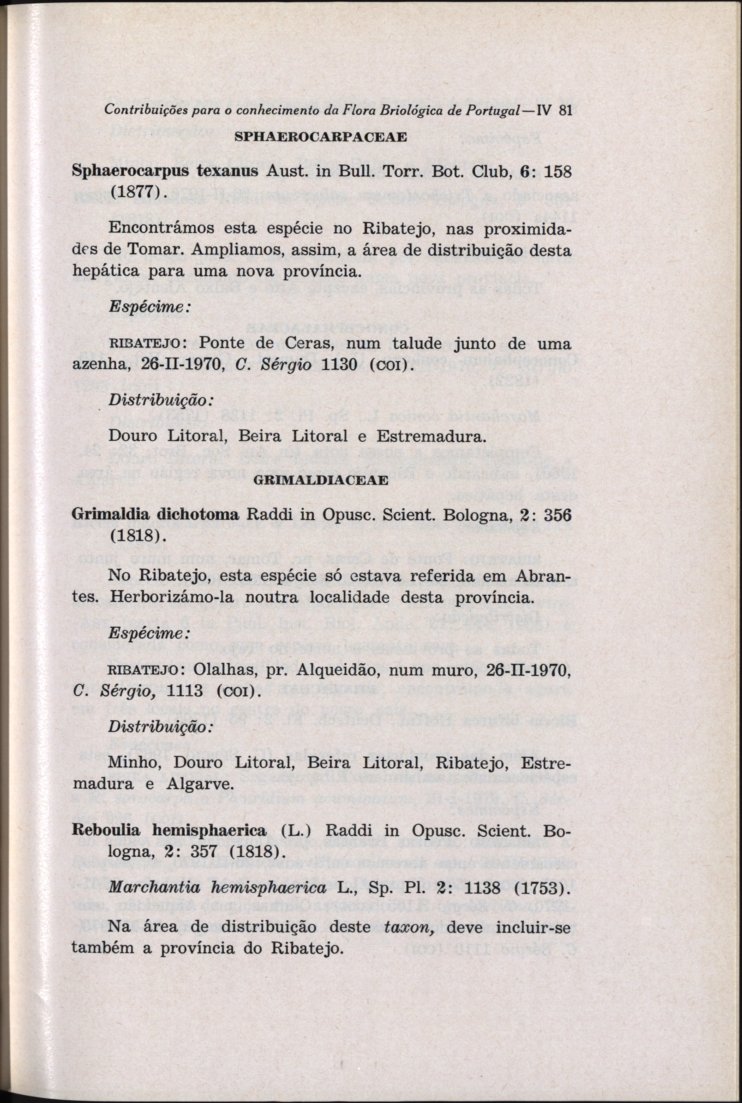 Contribuições para o conhecimento da Flora Briológica de Portugal—IV 81
SPHAEROCARPACEAE
Sphaerocarpus texanus Aust. in Bull. Torr. Bot. Club, 6: 158
(1877).
Encontrámos esta espécie no Ribatejo, nas proximida-
des de Tomar. Ampliamos, assim, a área de distribuição desta
hepática para uma nova província.
Espécime:
RIBATEJO: Ponte de Ceras, num talude junto de uma
azenha, 26-II-1970, C. Sérgio 1130 (COI).
Distribuição:
Douro Litoral, Beira Litoral e Estremadura.
GRIMALDIACEAE
Grimaldia dichotoma Raddi in Opusc. Scient. Bologna, 2: 356
(1818).
No Ribatejo, esta espécie só estava referida em Abran-
tes. Herborizámo-la noutra localidade desta província.
Espécime:
RIBATEJO: Olalhas, pr. Alqueidão, num muro, 26-II-1970,
C. Sérgio, 1113 (COI).
Distribuição:
Minho, Douro Litoral, Beira Litoral, Ribatejo, Estre-
madura e Algarve.
Reboulia hemisphaerica (L.) Raddi in Opusc. Scient. Bo-
logna, 2: 357 (1818).
Marchantia hemisphaerica L., Sp. Pl. 2: 1138 (1753).
Na área de distribuição deste taxon, deve incluir-se
também a província do Ribatejo.